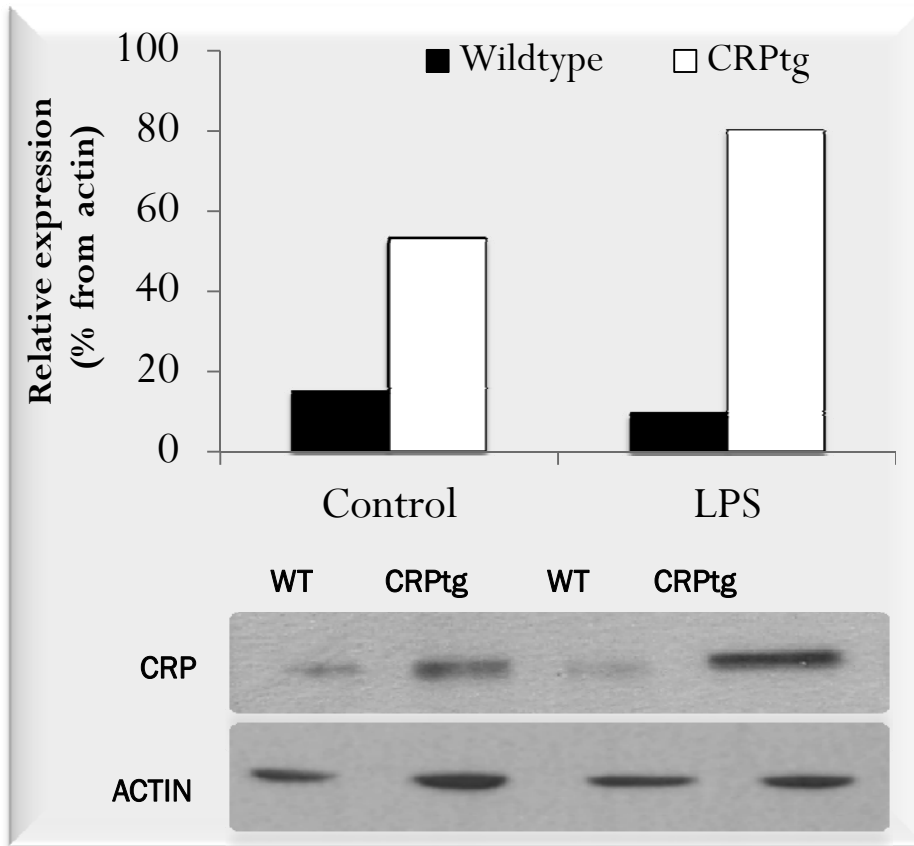 100
80
60
40
20
0
Relative expression
(% from actin)
Wildtype CRPtg
Control LPS
WT CRPtg WT CRPtg
CRP
ACTIN